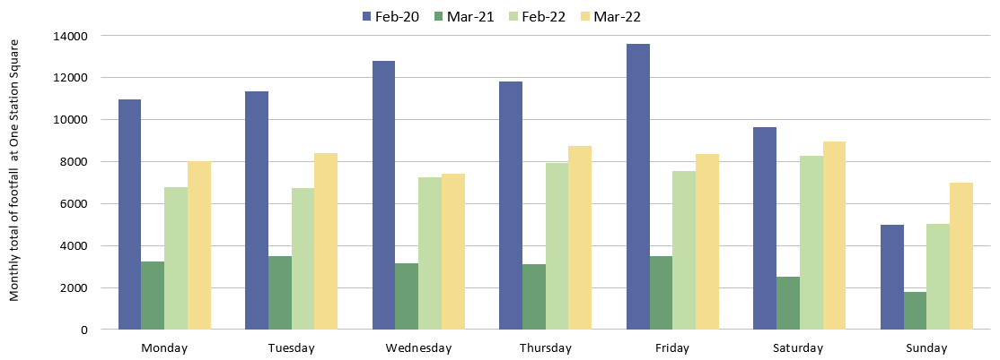 Feb-20 Mar-21 Feb-22 Mar-22
Monthly total of footfall at One Station Square
14000
12000
10000
8000
6000
4000
2000
0
Monday Tuesday Wednesday Thursday Friday Saturday Sunday